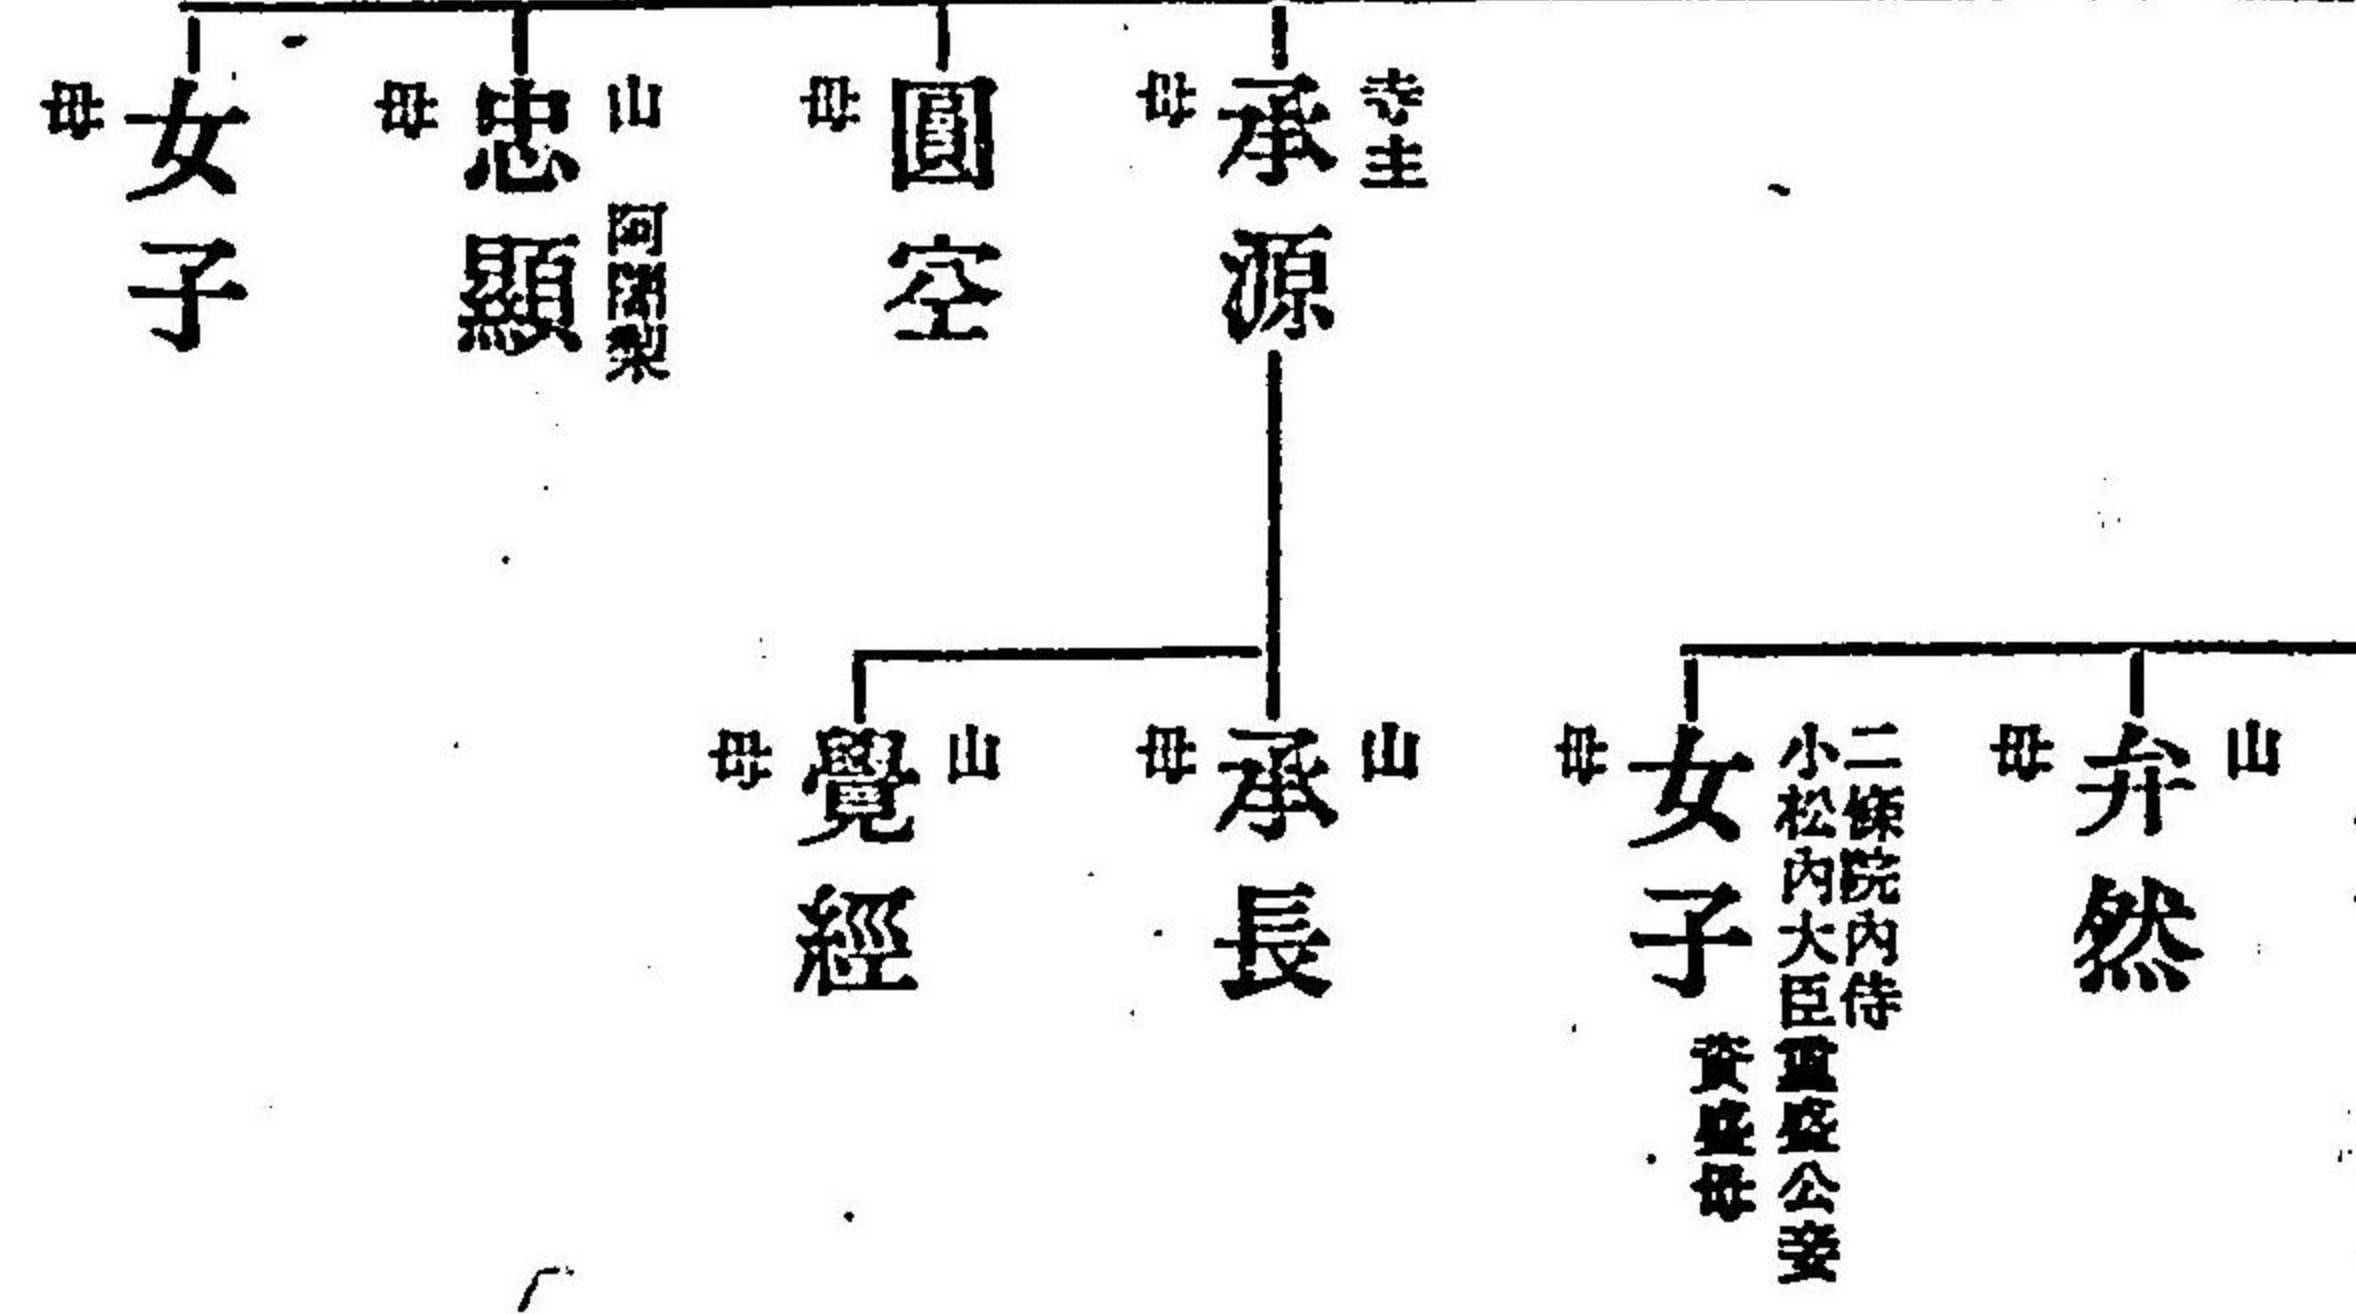 寺主
承源
母
圓空
母
山 阿闍梨
忠顯
母
女子
母
山
弁然
母
二條院內侍
小松內大臣重盛公妾
資盛母
女子
母
山
承長
母
山
覺經
母